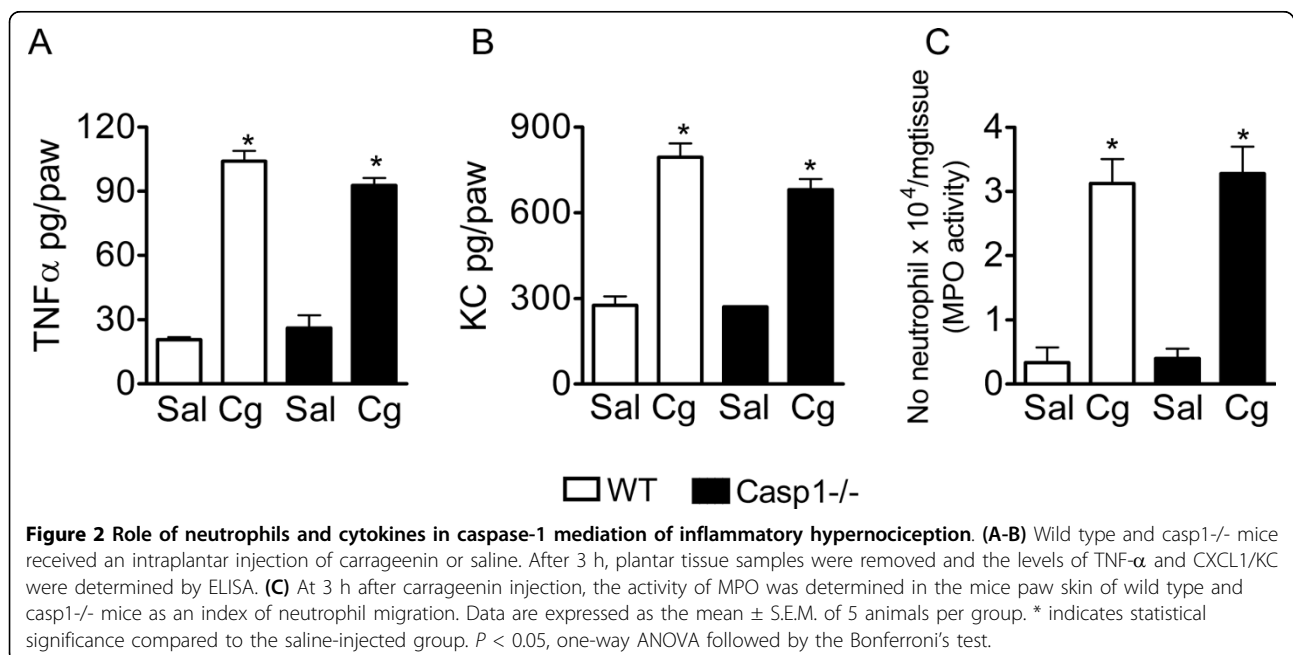 A
B
C
TNFα pg/paw
120
90
60
30
0
*
*
Sal Cg Sal Cg
KC pg/paw
900
600
300
0
*
*
Sal Cg Sal Cg
No neutrophil x 10⁴/mgtissue
(MPO activity)
4
3
2
1
0
*
*
Sal Cg Sal Cg
WT Casp1-/-
Figure 2 Role of neutrophils and cytokines in caspase-1 mediation of inflammatory hypernociception. (A-B) Wild type and casp1-/- mice
received an intraplantar injection of carrageenin or saline. After 3 h, plantar tissue samples were removed and the levels of TNF-α and CXCL1/KC
were determined by ELISA. (C) At 3 h after carrageenin injection, the activity of MPO was determined in the mice paw skin of wild type and
casp1-/- mice as an index of neutrophil migration. Data are expressed as the mean ± S.E.M. of 5 animals per group. * indicates statistical
significance compared to the saline-injected group. P < 0.05, one-way ANOVA followed by the Bonferroni's test.